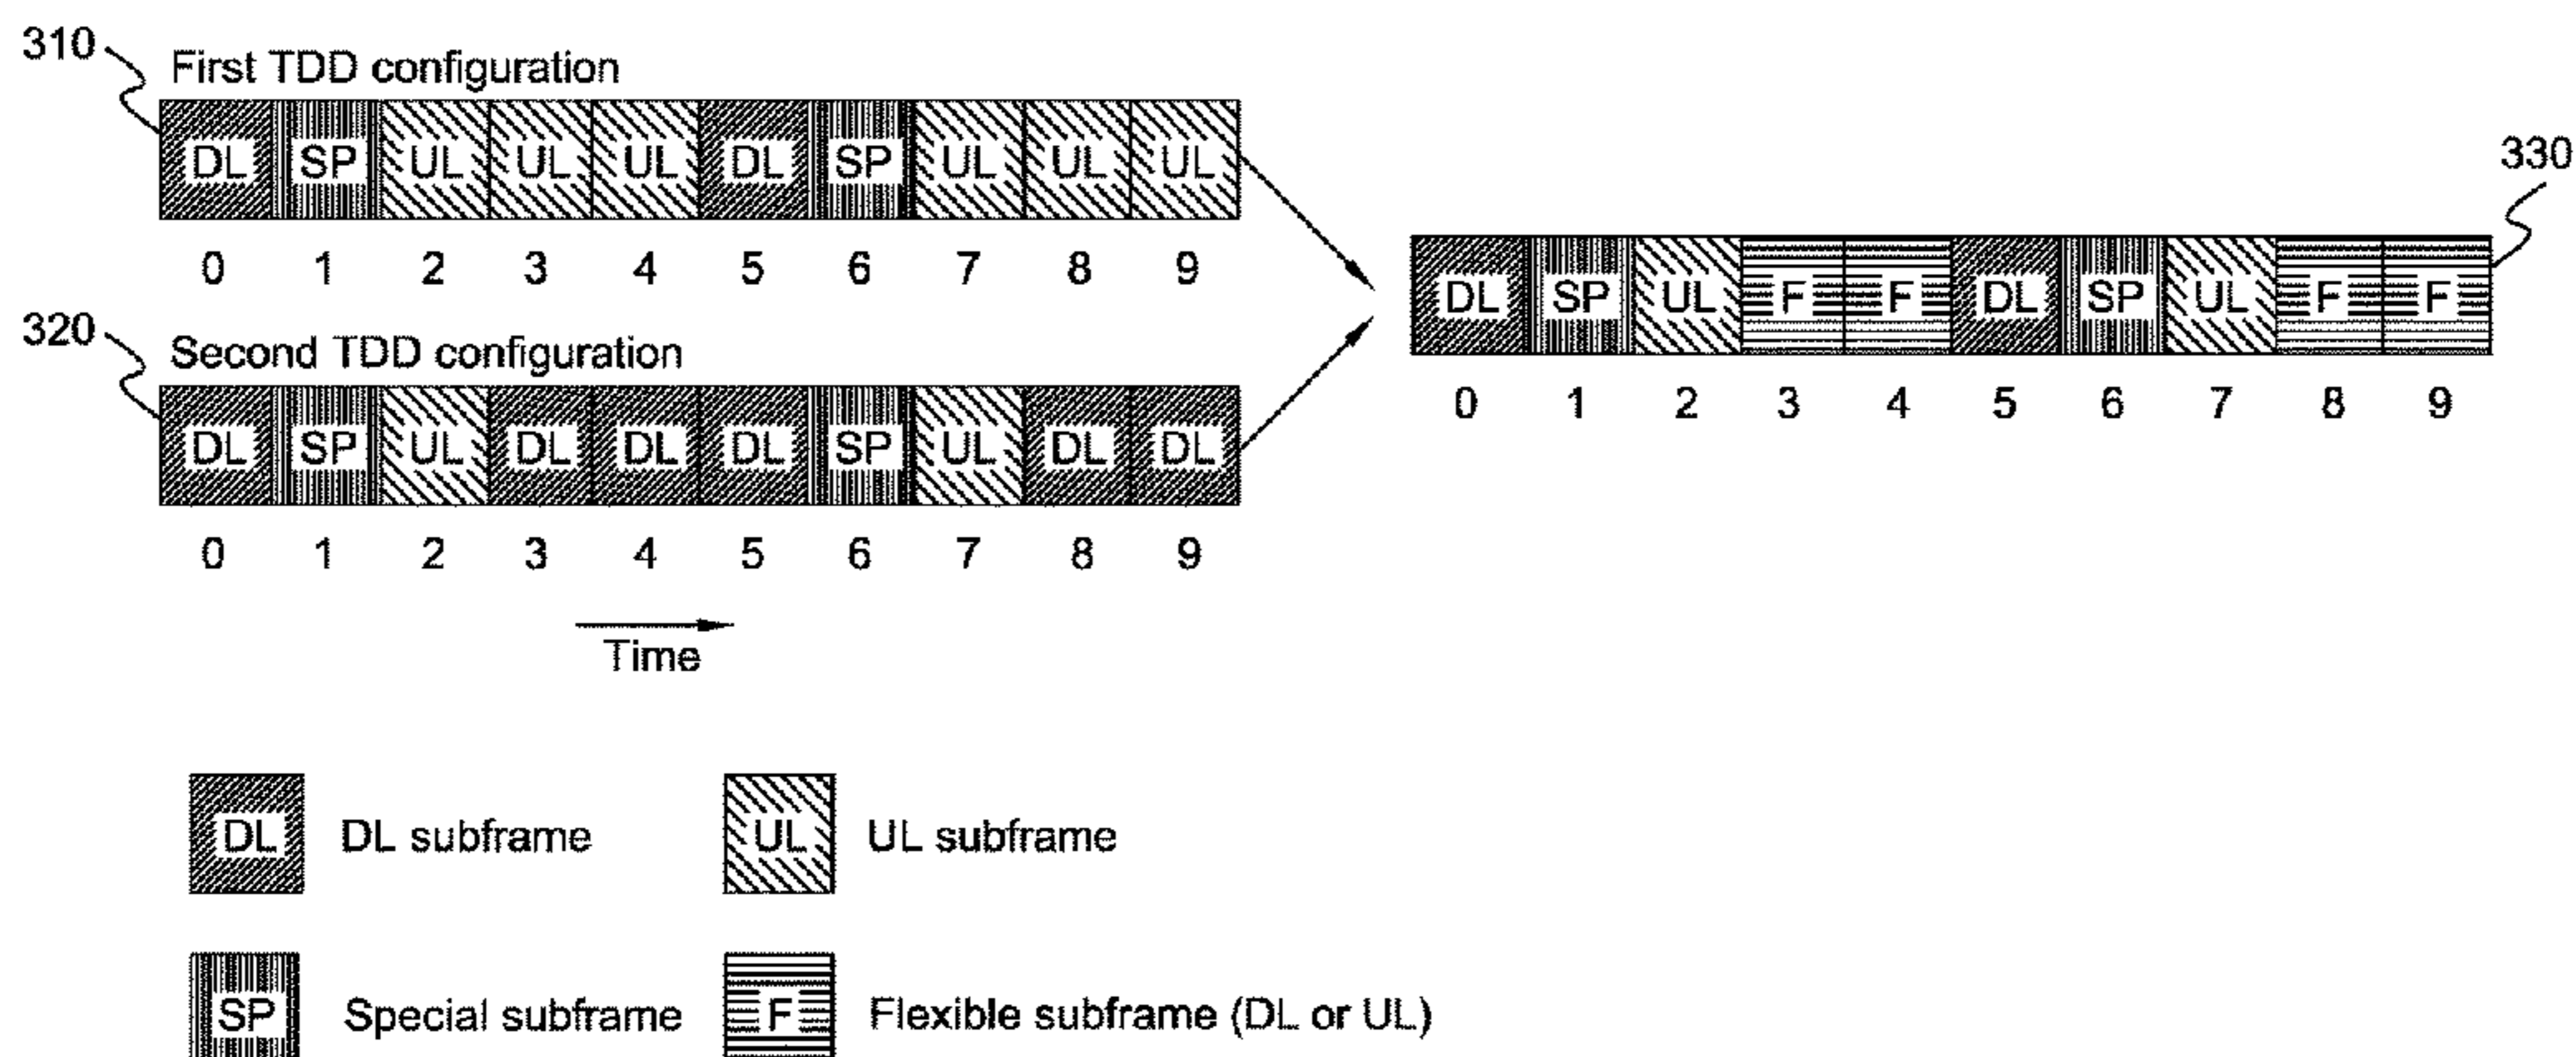 310
First TDD configuration
DL SP UL UL UL DL SP UL UL UL
0 1 2 3 4 5 6 7 8 9
320
Second TDD configuration
DL SP UL DL DL DL SP UL DL DL
0 1 2 3 4 5 6 7 8 9
Time
330
DL SP UL F F DL SP UL F F
0 1 2 3 4 5 6 7 8 9
DL DL subframe
UL UL subframe
SP Special subframe
F Flexible subframe (DL or UL)